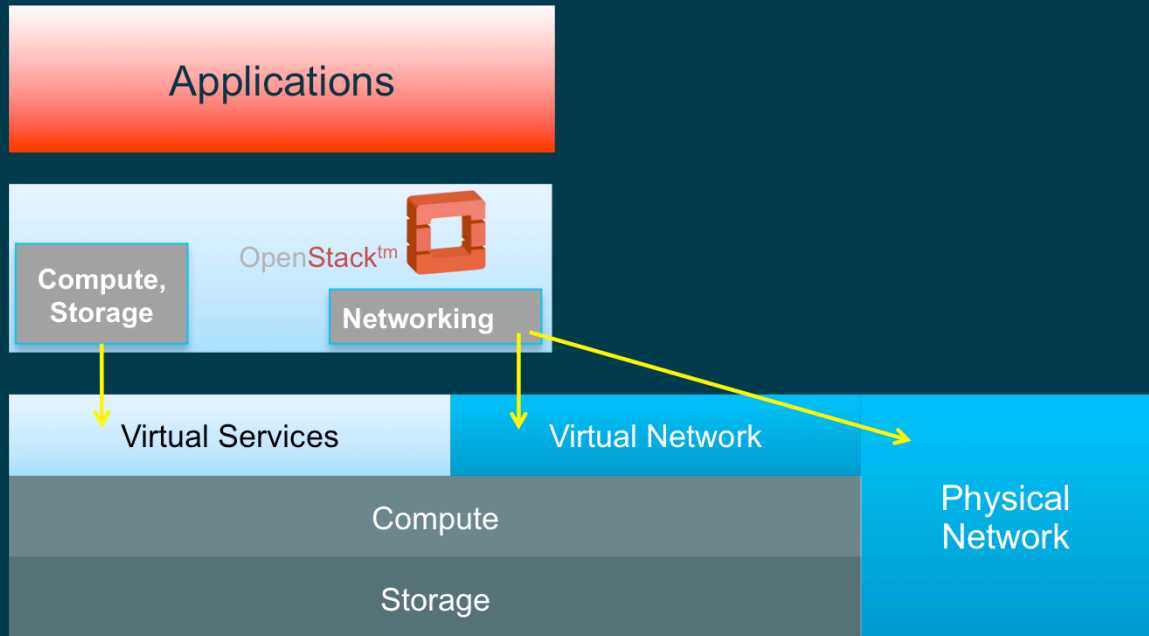 Applications
OpenStack™
Compute,
Storage
Networking
Virtual Services
Virtual Network
Physical
Network
Compute
Storage